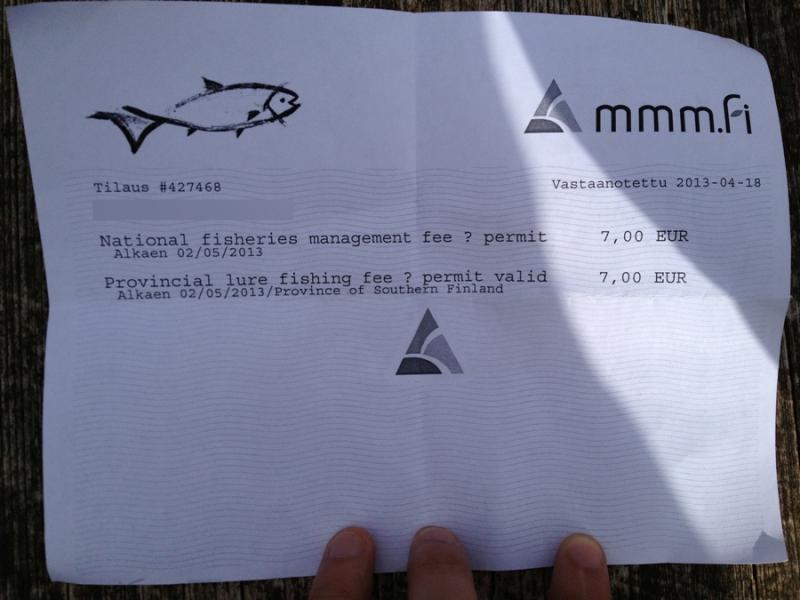 mmm.fi
Tilaus #427468
Vastaanotettu 2013-04-18
National fisheries management fee ? permit 7,00 EUR
Alkaen 02/05/2013
Provincial lure fishing fee ? permit valid 7,00 EUR
Alkaen 02/05/2013/Province of Southern Finland